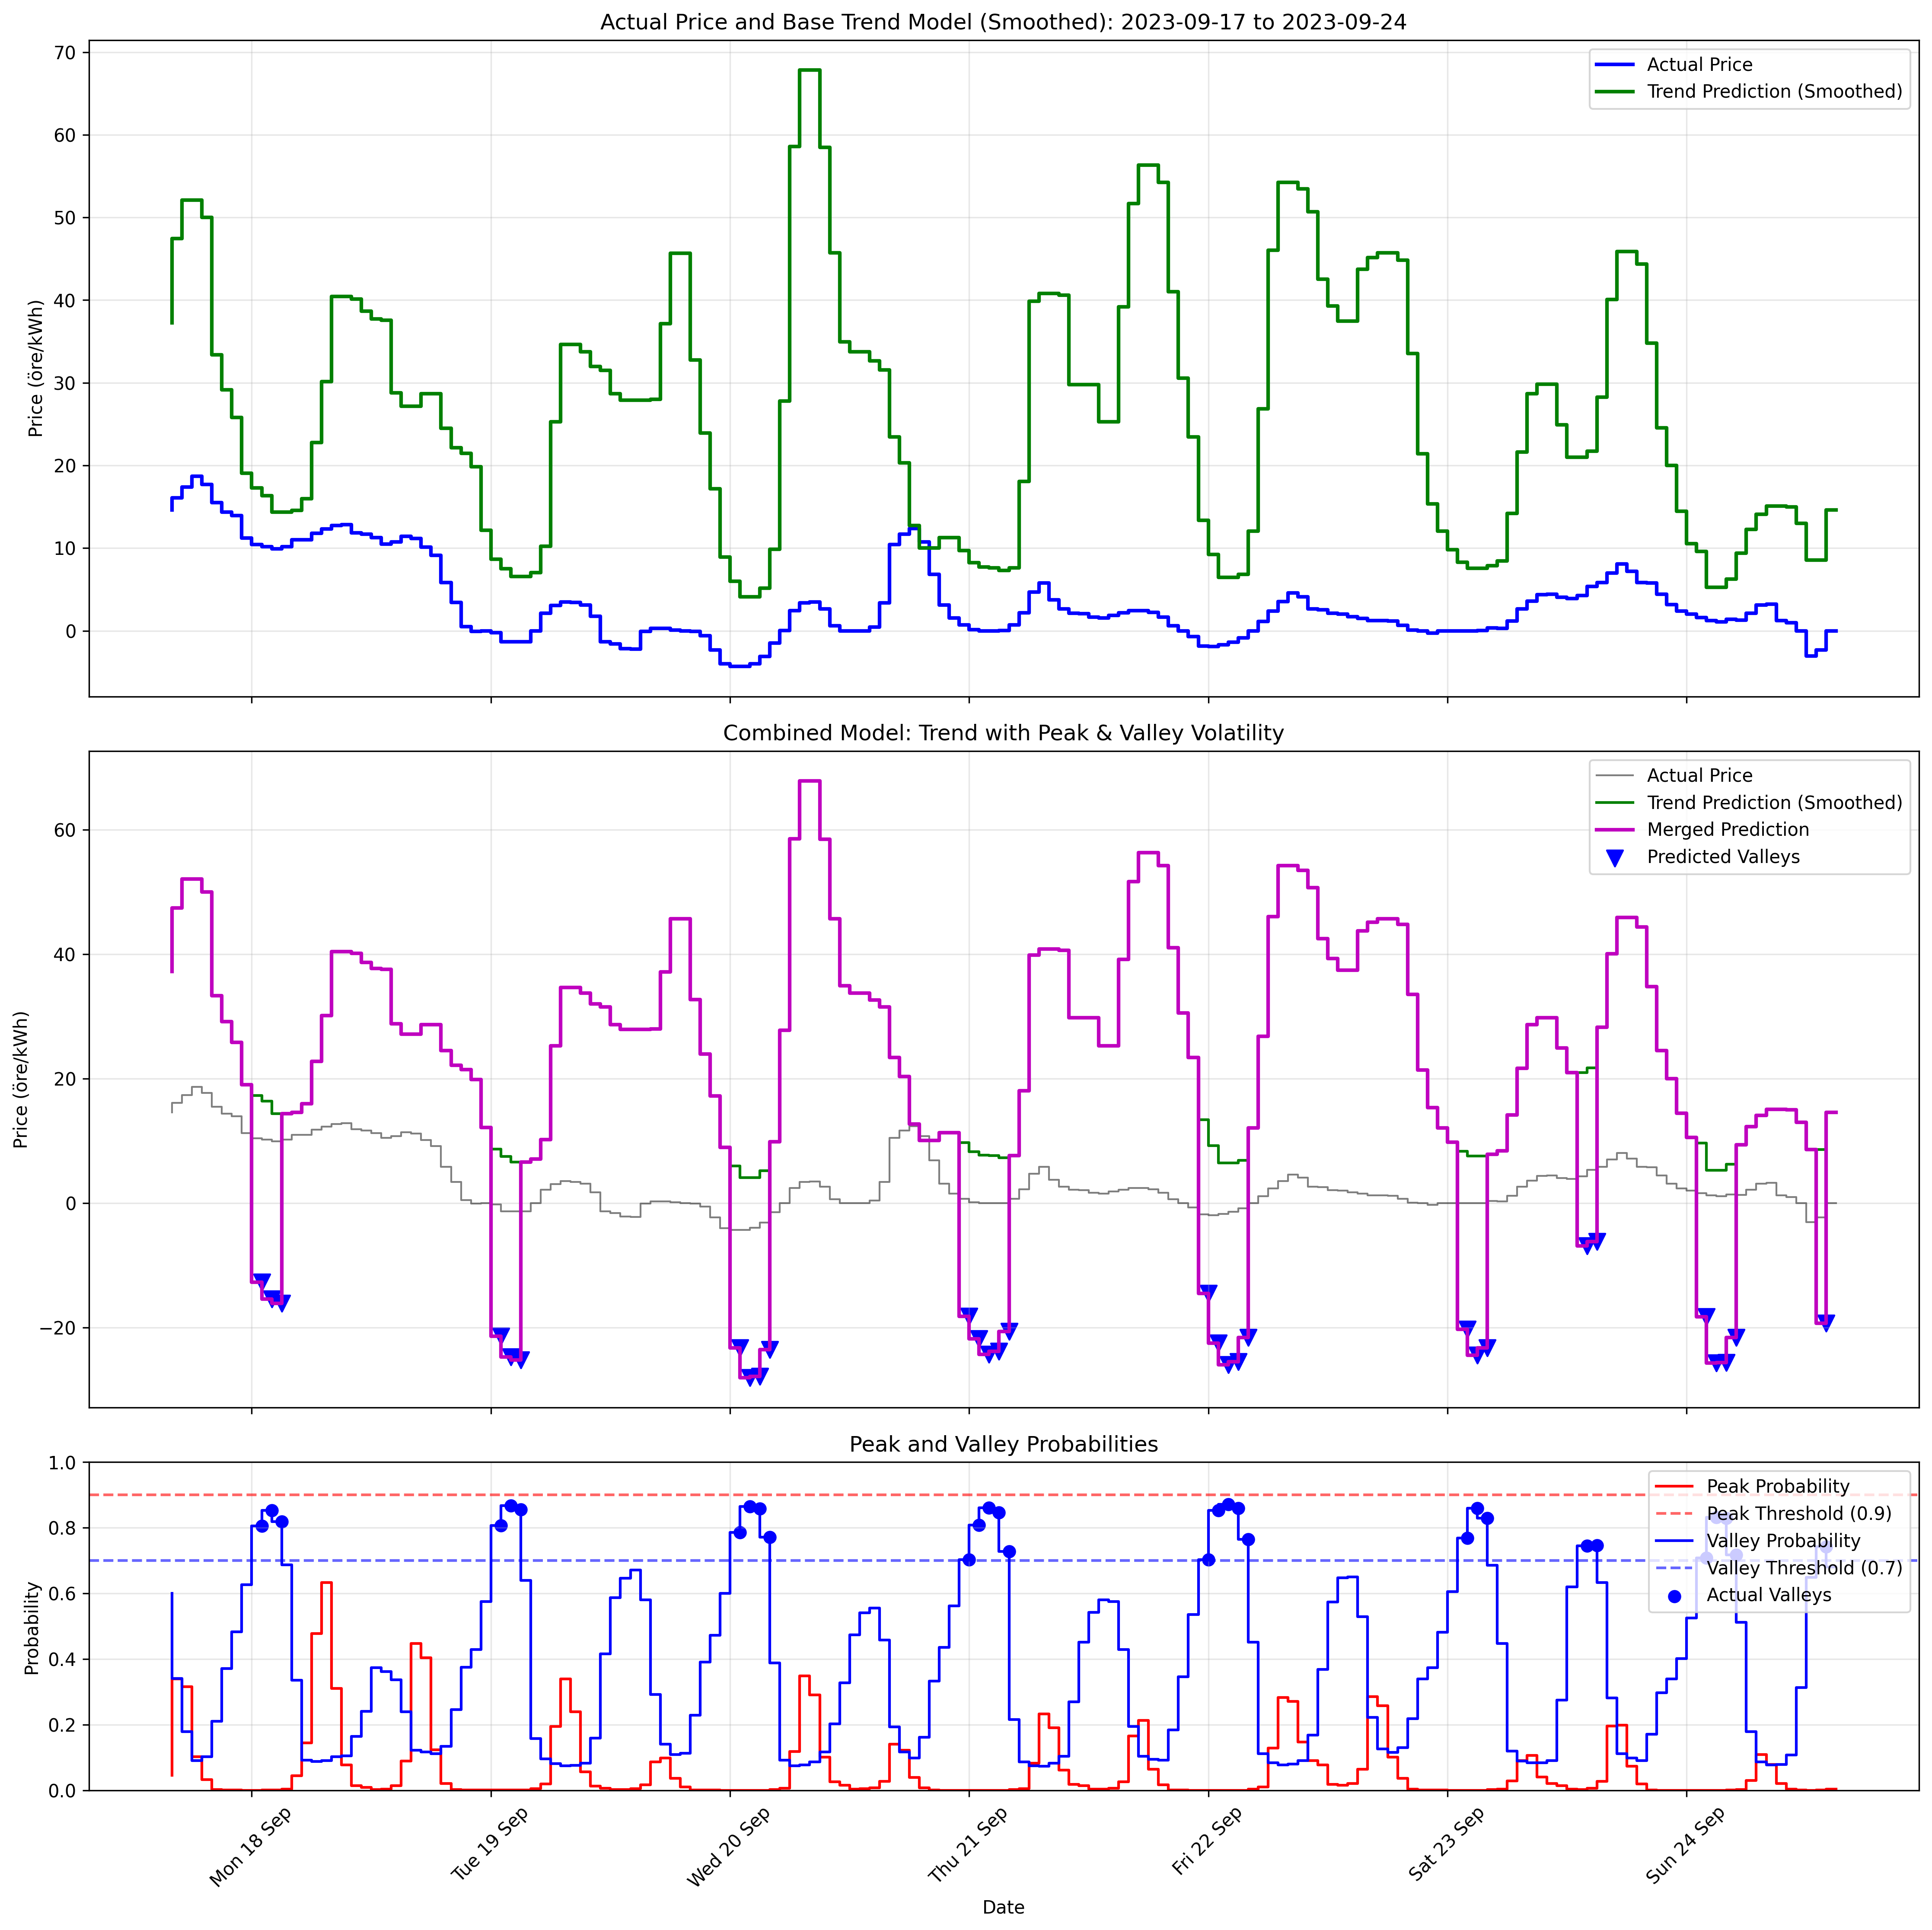 Actual Price and Base Trend Model (Smoothed): 2023-09-17 to 2023-09-24
Price (öre/kWh)
70
60
50
40
30
20
10
0
Actual Price
Trend Prediction (Smoothed)
Combined Model: Trend with Peak & Valley Volatility
Price (öre/kWh)
60
40
20
0
−20
Actual Price
Trend Prediction (Smoothed)
Merged Prediction
Predicted Valleys
Peak and Valley Probabilities
Probability
1.0
0.8
0.6
0.4
0.2
0.0
Peak Probability
Peak Threshold (0.9)
Valley Probability
Valley Threshold (0.7)
Actual Valleys
Mon 18 Sep
Tue 19 Sep
Wed 20 Sep
Thu 21 Sep
Fri 22 Sep
Sat 23 Sep
Sun 24 Sep
Date